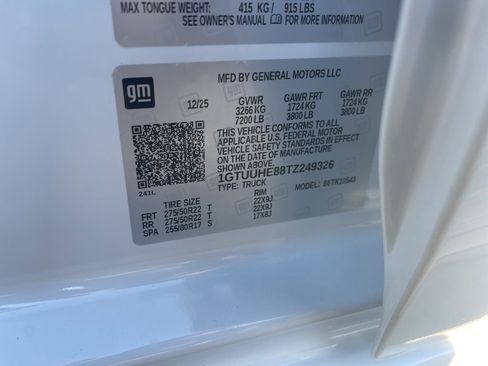 MAX TONGUE WEIGHT: 415 KG / 915 LBS
SEE OWNER'S MANUAL FOR MORE INFORMATION
gm
MFD BY GENERAL MOTORS LLC
12/25 GVWR GAWR FRT GAWR RR
3266 KG 1724 KG 1724 KG
7200 LB 3800 LB 3800 LB
THIS VEHICLE CONFORMS TO ALL
APPLICABLE U.S. FEDERAL MOTOR
VEHICLE SAFETY STANDARDS IN
EFFECT ON THE DATE OF
MANUFACTURE SHOWN ABOVE.
1GTUUHE88TZ249326
TYPE: TRUCK MODEL: 86TK10543
241L
TIRE SIZE RIM
FRT 275/50R22 T 22X9J
RR 275/50R22 T 22X9J
SPA 255/80R17 S 17X8J